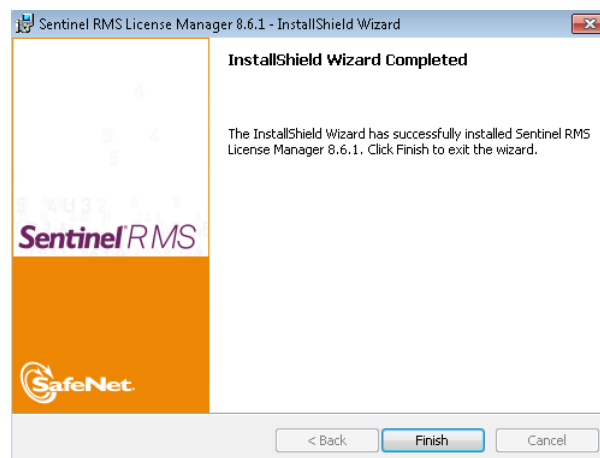 Sentinel RMS License Manager 8.6.1 - InstallShield Wizard
InstallShield Wizard Completed
The InstallShield Wizard has successfully installed Sentinel RMS
License Manager 8.6.1. Click Finish to exit the wizard.
Sentinel RMS
SafeNet.
< Back
Finish
Cancel